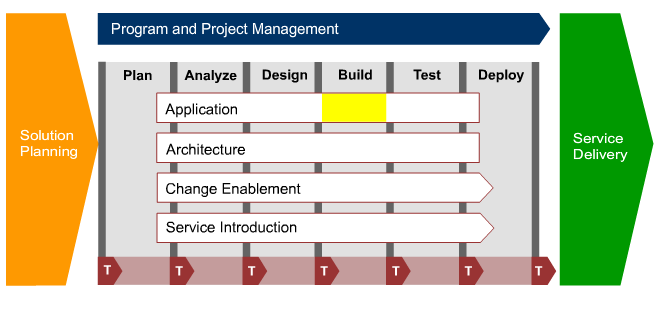 Program and Project Management
Solution
Planning
Plan Analyze Design Build Test Deploy
Application
Architecture
Change Enablement
Service Introduction
T T T T T T T
Service
Delivery